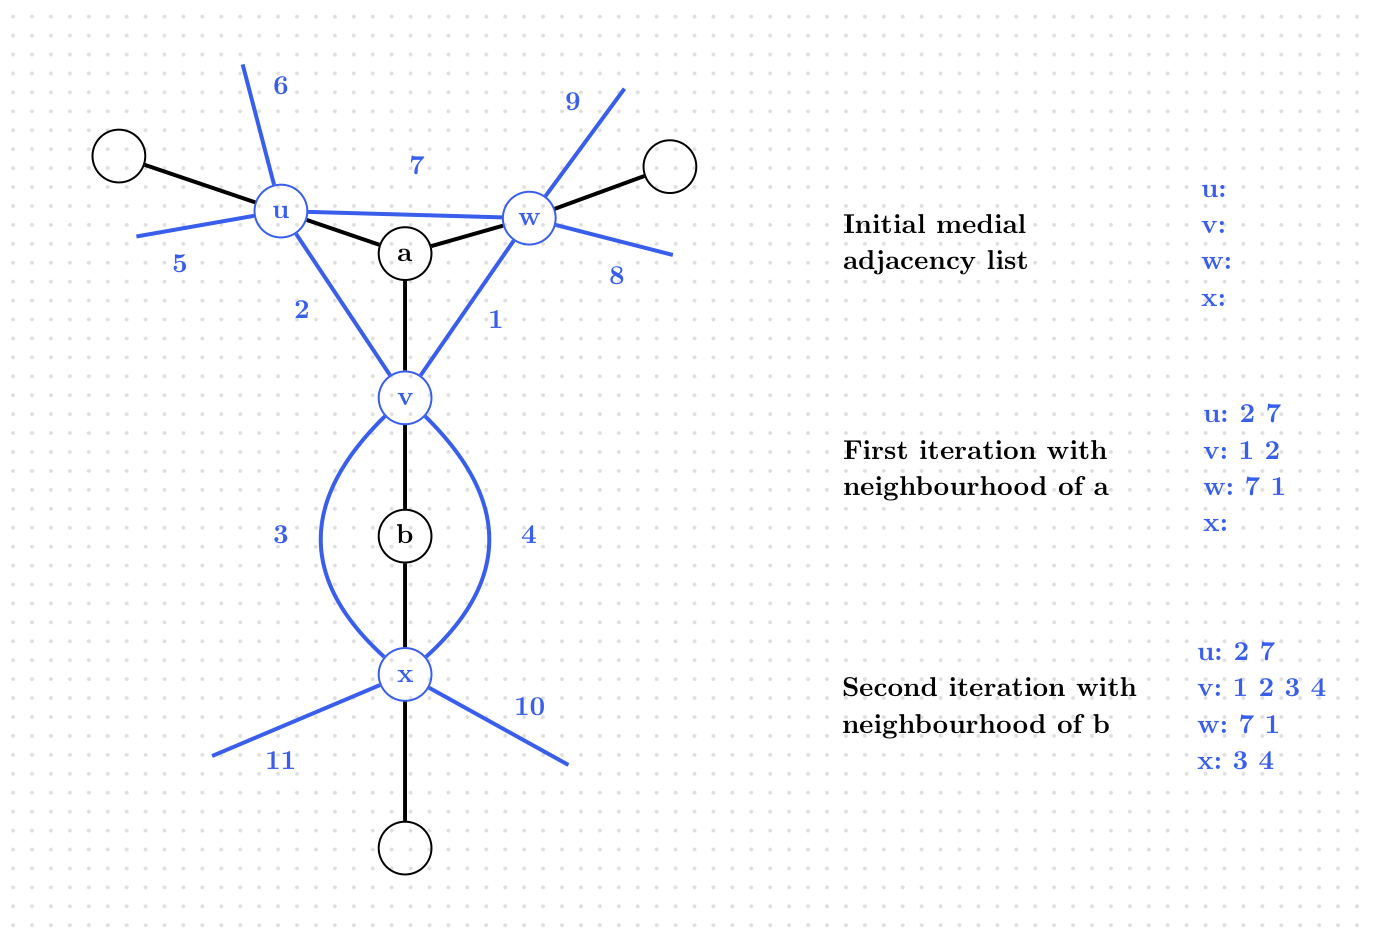 6
9
7
u
w
a
5
8
2
1
v
3
b
4
x
10
11
Initial medial
adjacency list
u:
v:
w:
x:
First iteration with
neighbourhood of a
u: 2 7
v: 1 2
w: 7 1
x:
Second iteration with
neighbourhood of b
u: 2 7
v: 1 2 3 4
w: 7 1
x: 3 4